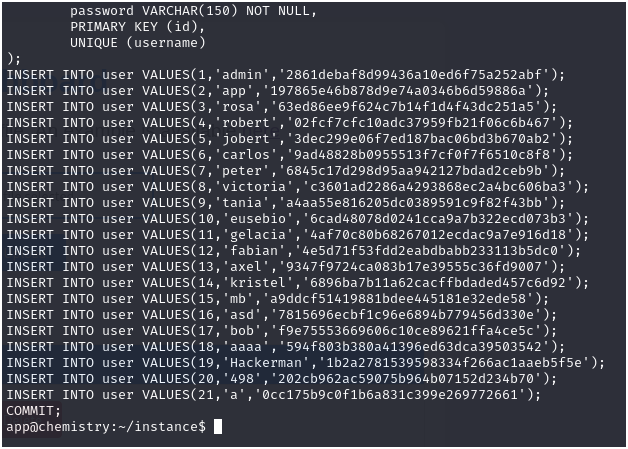 password VARCHAR(150) NOT NULL,
PRIMARY KEY (id),
UNIQUE (username)
);
INSERT INTO user VALUES(1,'admin','2861debaf8d99436a10ed6f75a252abf');
INSERT INTO user VALUES(2,'app','197865e46b878d9e74a0346b6d59886a');
INSERT INTO user VALUES(3,'rosa','63ed86ee9f624c7b14f1d4f43dc251a5');
INSERT INTO user VALUES(4,'robert','02fcf7cfc10adc37959fb21f06c6b467');
INSERT INTO user VALUES(5,'jobert','3dec299e06f7ed187bac06bd3b670ab2');
INSERT INTO user VALUES(6,'carlos','9ad48828b0955513f7cf0f7f6510c8f8');
INSERT INTO user VALUES(7,'peter','6845c17d298d95aa942127bdad2ceb9b');
INSERT INTO user VALUES(8,'victoria','c3601ad2286a4293868ec2a4bc606ba3');
INSERT INTO user VALUES(9,'tania','a4aa55e816205dc0389591c9f82f43bb');
INSERT INTO user VALUES(10,'eusebio','6cad48078d0241cca9a7b322ecd073b3');
INSERT INTO user VALUES(11,'gelacia','4af70c80b68267012ecdac9a7e916d18');
INSERT INTO user VALUES(12,'fabian','4e5d71f53fdd2eabdbabb233113b5dc0');
INSERT INTO user VALUES(13,'axel','9347f9724ca083b17e39555c36fd9007');
INSERT INTO user VALUES(14,'kristel','6896ba7b11a62cacffbdaded457c6d92');
INSERT INTO user VALUES(15,'mb','a9ddcf51419881bdee445181e32ede58');
INSERT INTO user VALUES(16,'asd','7815696ecbf1c96e6894b779456d330e');
INSERT INTO user VALUES(17,'bob','f9e75553669606c10ce89621ffa4ce5c');
INSERT INTO user VALUES(18,'aaaa','594f803b380a41396ed63dca39503542');
INSERT INTO user VALUES(19,'Hackerman','1b2a2781539598334f266ac1aaeb5f5e');
INSERT INTO user VALUES(20,'498','202cb962ac59075b964b07152d234b70');
INSERT INTO user VALUES(21,'a','0cc175b9c0f1b6a831c399e269772661');
COMMIT;
app@chemistry:~/instance$